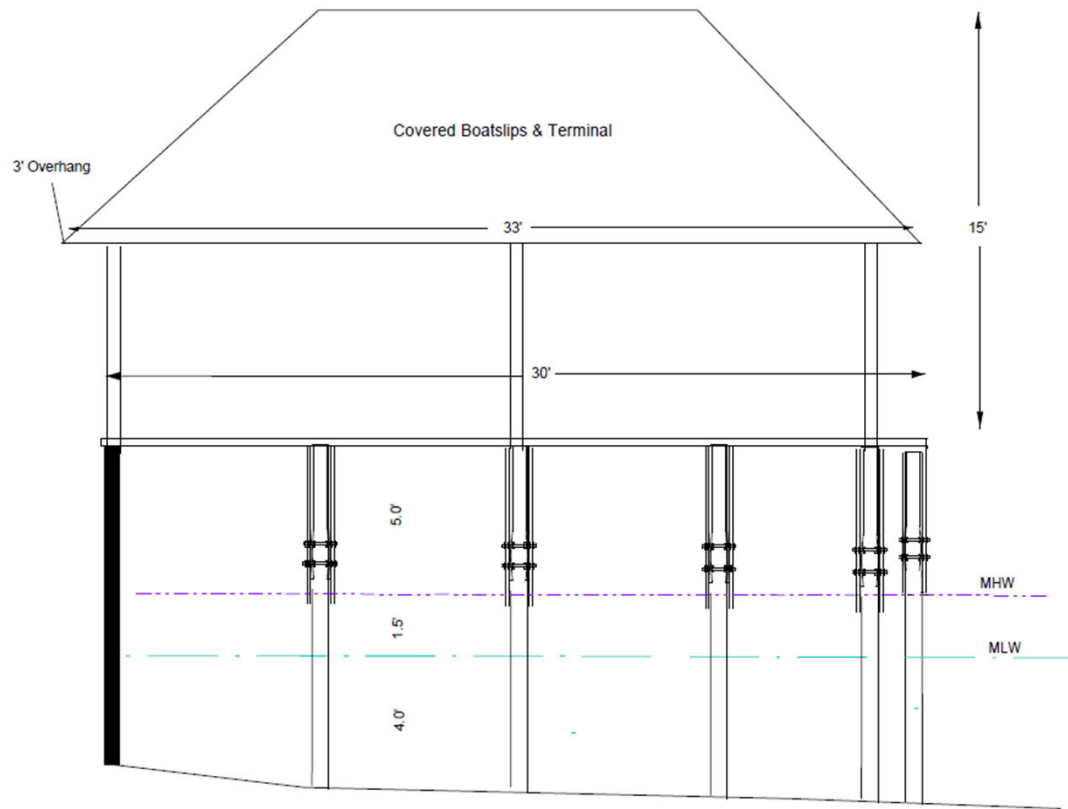 Covered Boatslips & Terminal
3' Overhang
33'
15'
30'
5.0'
MHW
1.5'
MLW
4.0'